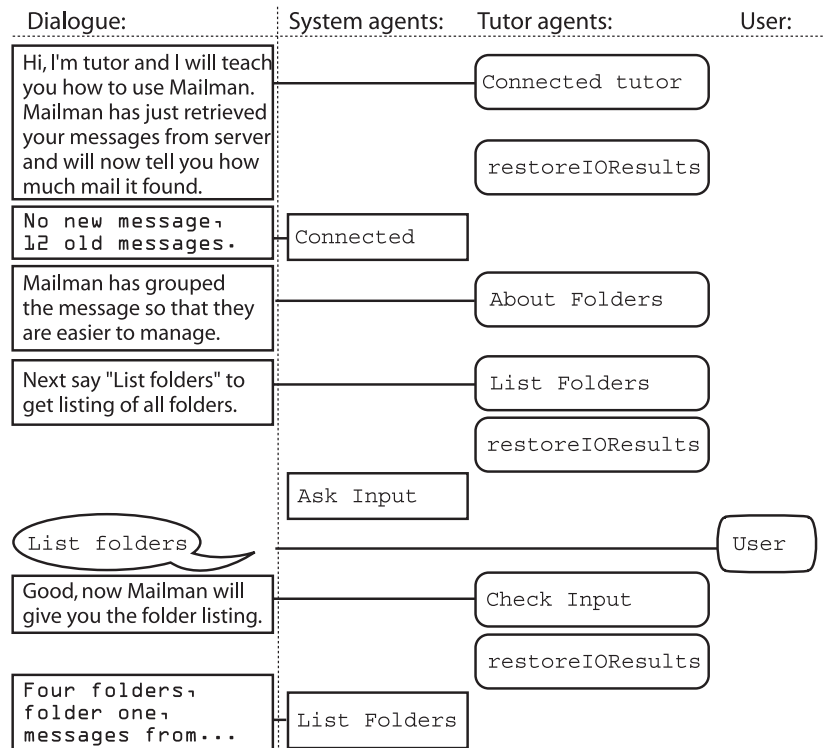 Dialogue: System agents: Tutor agents: User:
Hi, I'm tutor and I will teach
you how to use Mailman.
Mailman has just retrieved
your messages from server
and will now tell you how
much mail it found.
Connected tutor
restoreIOResults
No new message,
12 old messages.
Connected
Mailman has grouped
the message so that they
are easier to manage.
About Folders
Next say "List folders" to
get listing of all folders.
List Folders
restoreIOResults
Ask Input
List folders
User
Good, now Mailman will
give you the folder listing.
Check Input
restoreIOResults
Four folders,
folder one,
messages from...
List Folders